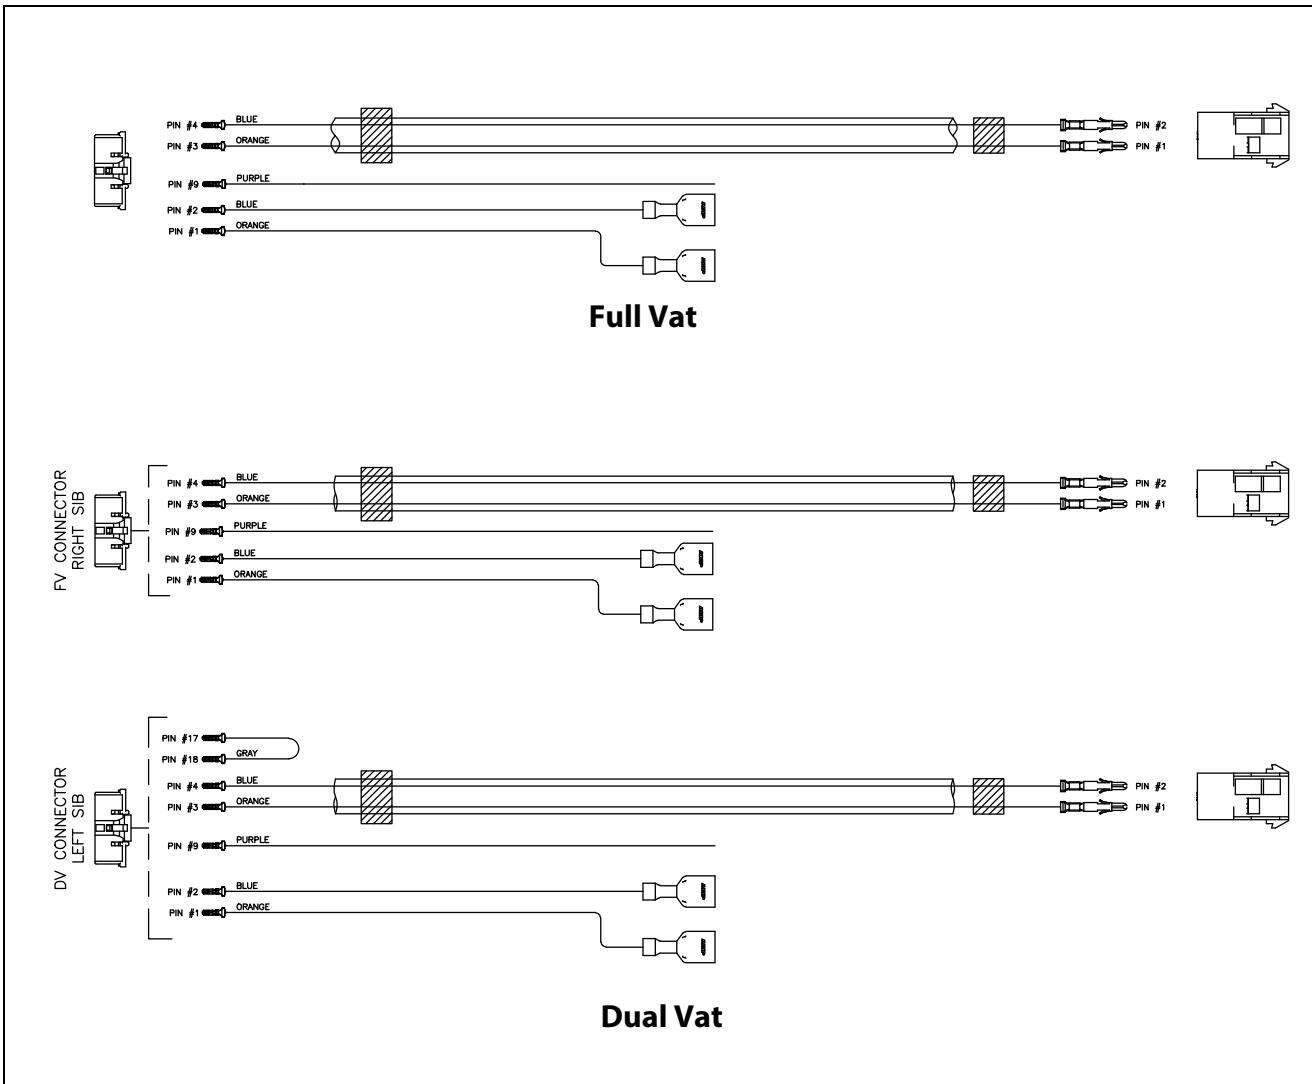 PIN #4 BLUE PIN #2
PIN #3 ORANGE PIN #1
PIN #9 PURPLE
PIN #2 BLUE
PIN #1 ORANGE
Full Vat
FV CONNECTOR
RIGHT SIB
PIN #4 BLUE PIN #2
PIN #3 ORANGE PIN #1
PIN #9 PURPLE
PIN #2 BLUE
PIN #1 ORANGE
DV CONNECTOR
LEFT SIB
PIN #17
PIN #18 GRAY
PIN #4 BLUE PIN #2
PIN #3 ORANGE PIN #1
PIN #9 PURPLE
PIN #2 BLUE
PIN #1 ORANGE
Dual Vat